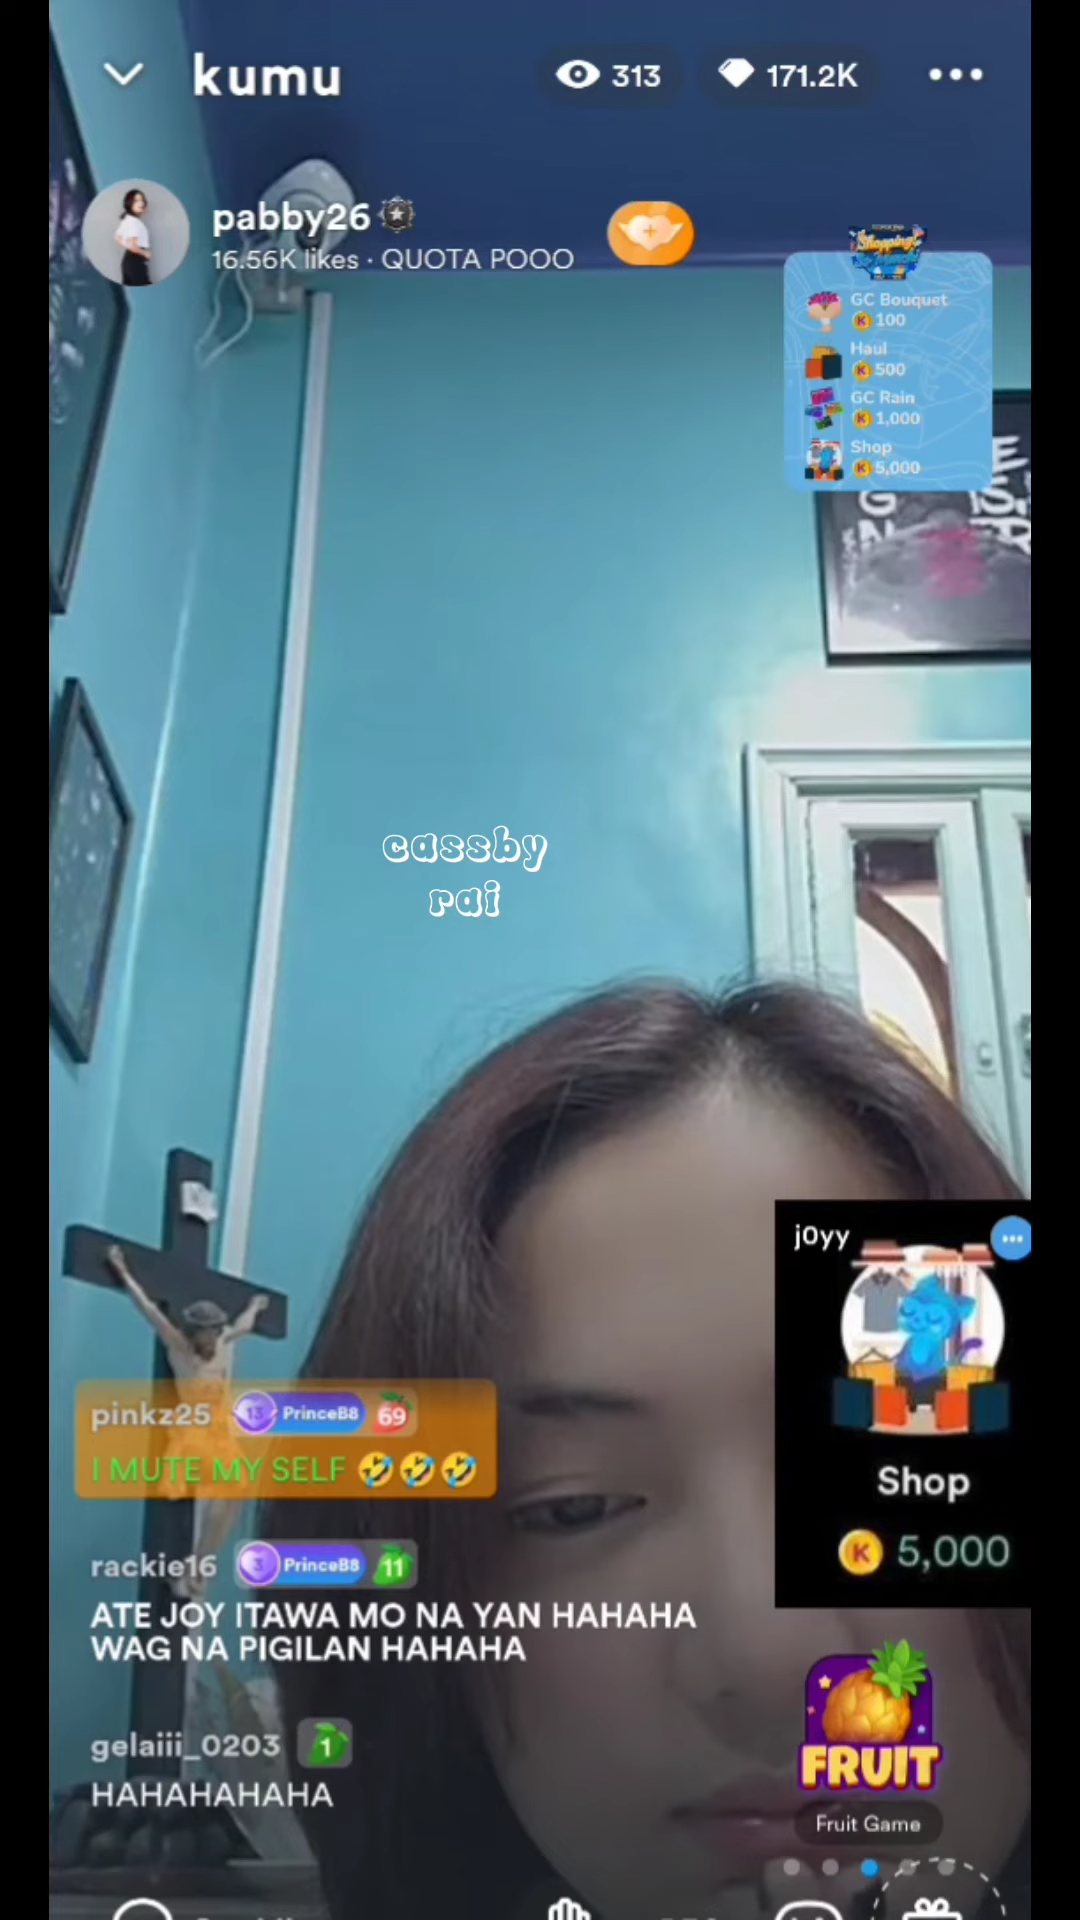 kumu
313
171.2K
pabby26
16.56K likes · QUOTA POOO
GC Bouquet
K 100
Haul
K 500
GC Rain
K 1,000
Shop
K 5,000
cassby
rai
j0yy
Shop
K 5,000
pinkz25 13 PrinceB8 69
I MUTE MY SELF 🤣🤣🤣
rackie16 3 PrinceB8 11
ATE JOY ITAWA MO NA YAN HAHAHA
WAG NA PIGILAN HAHAHA
gelaiii_0203 1
HAHAHAHAHA
FRUIT
Fruit Game